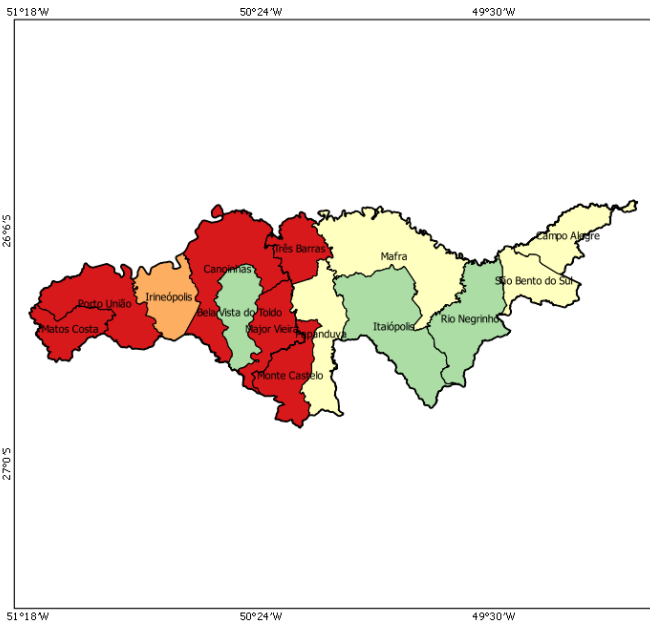 51°18´W 50°24´W 49°30´W
26°6´S
Campo Alegre
Três Barras
Mafra
Canoinhas
São Bento do Sul
Irineópolis
Porto União
Bela Vista do Toldo
Rio Negrinho
Matos Costa
Major Vieira
Itaiópolis
Papanduva
Monte Castelo
27°0´S
51°18´W 50°24´W 49°30´W